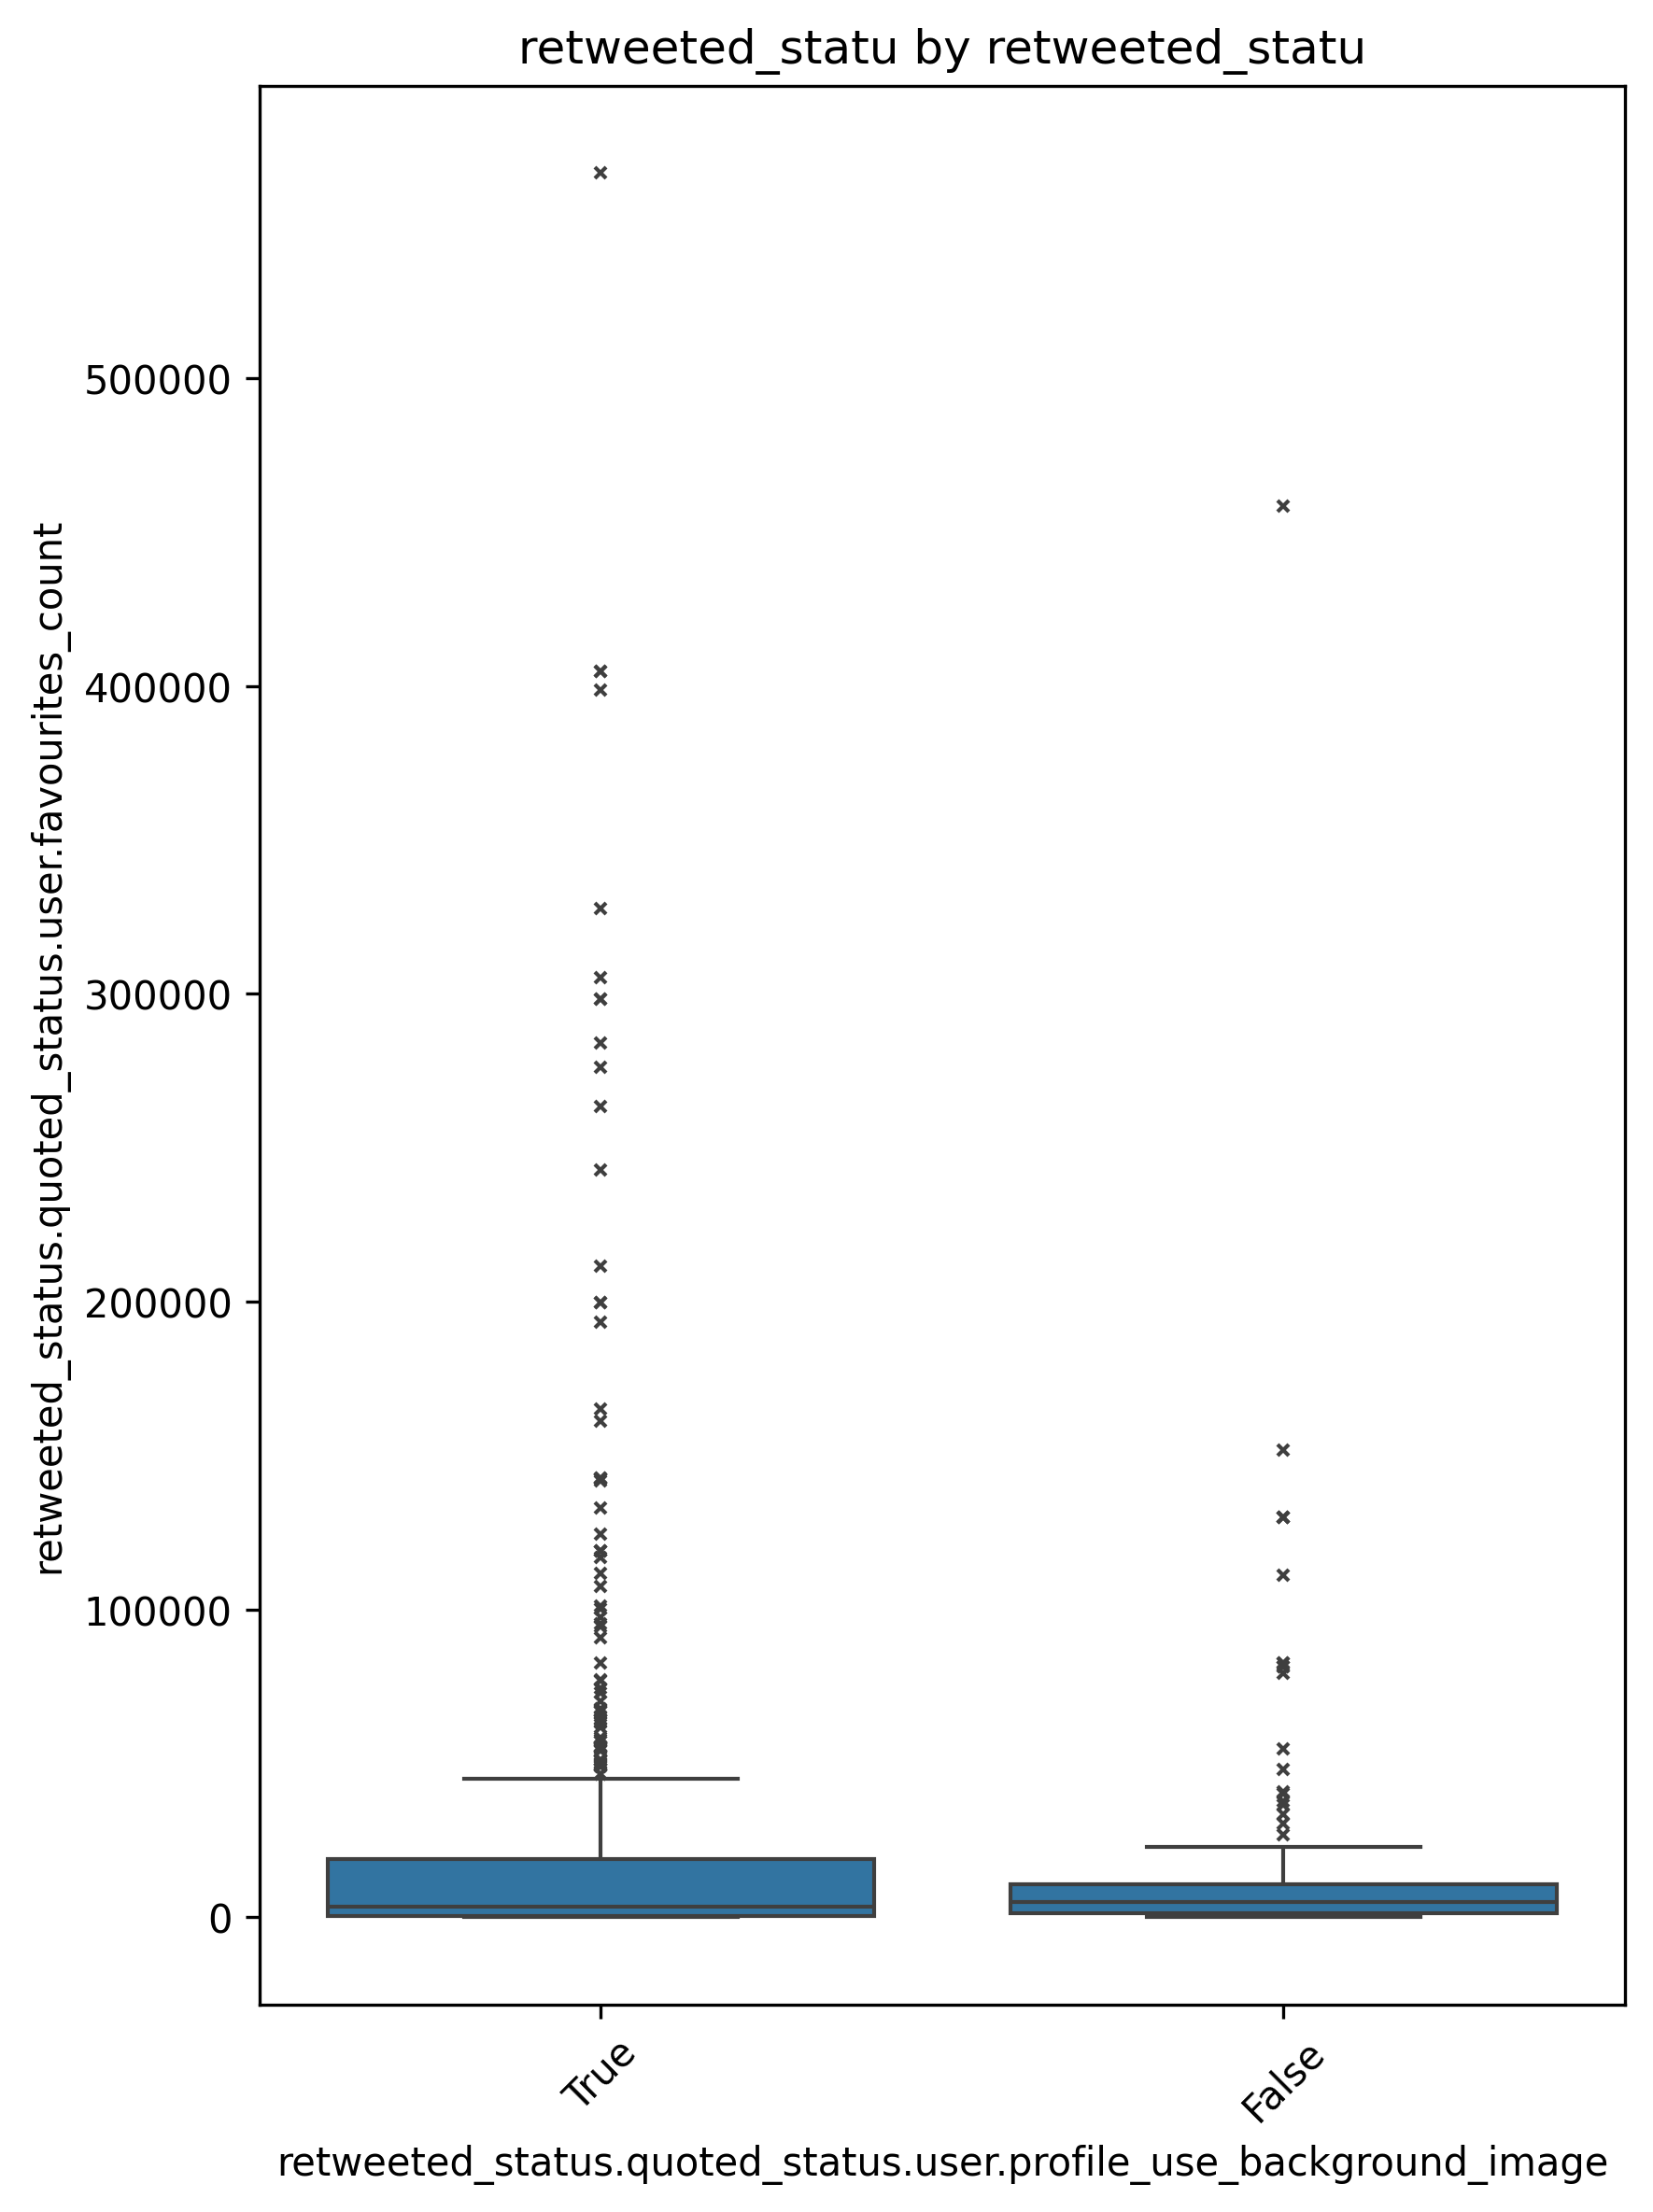 retweeted_statu by retweeted_statu
retweeted_status.quoted_status.user.favourites_count
500000
400000
300000
200000
100000
0
True
False
retweeted_status.quoted_status.user.profile_use_background_image